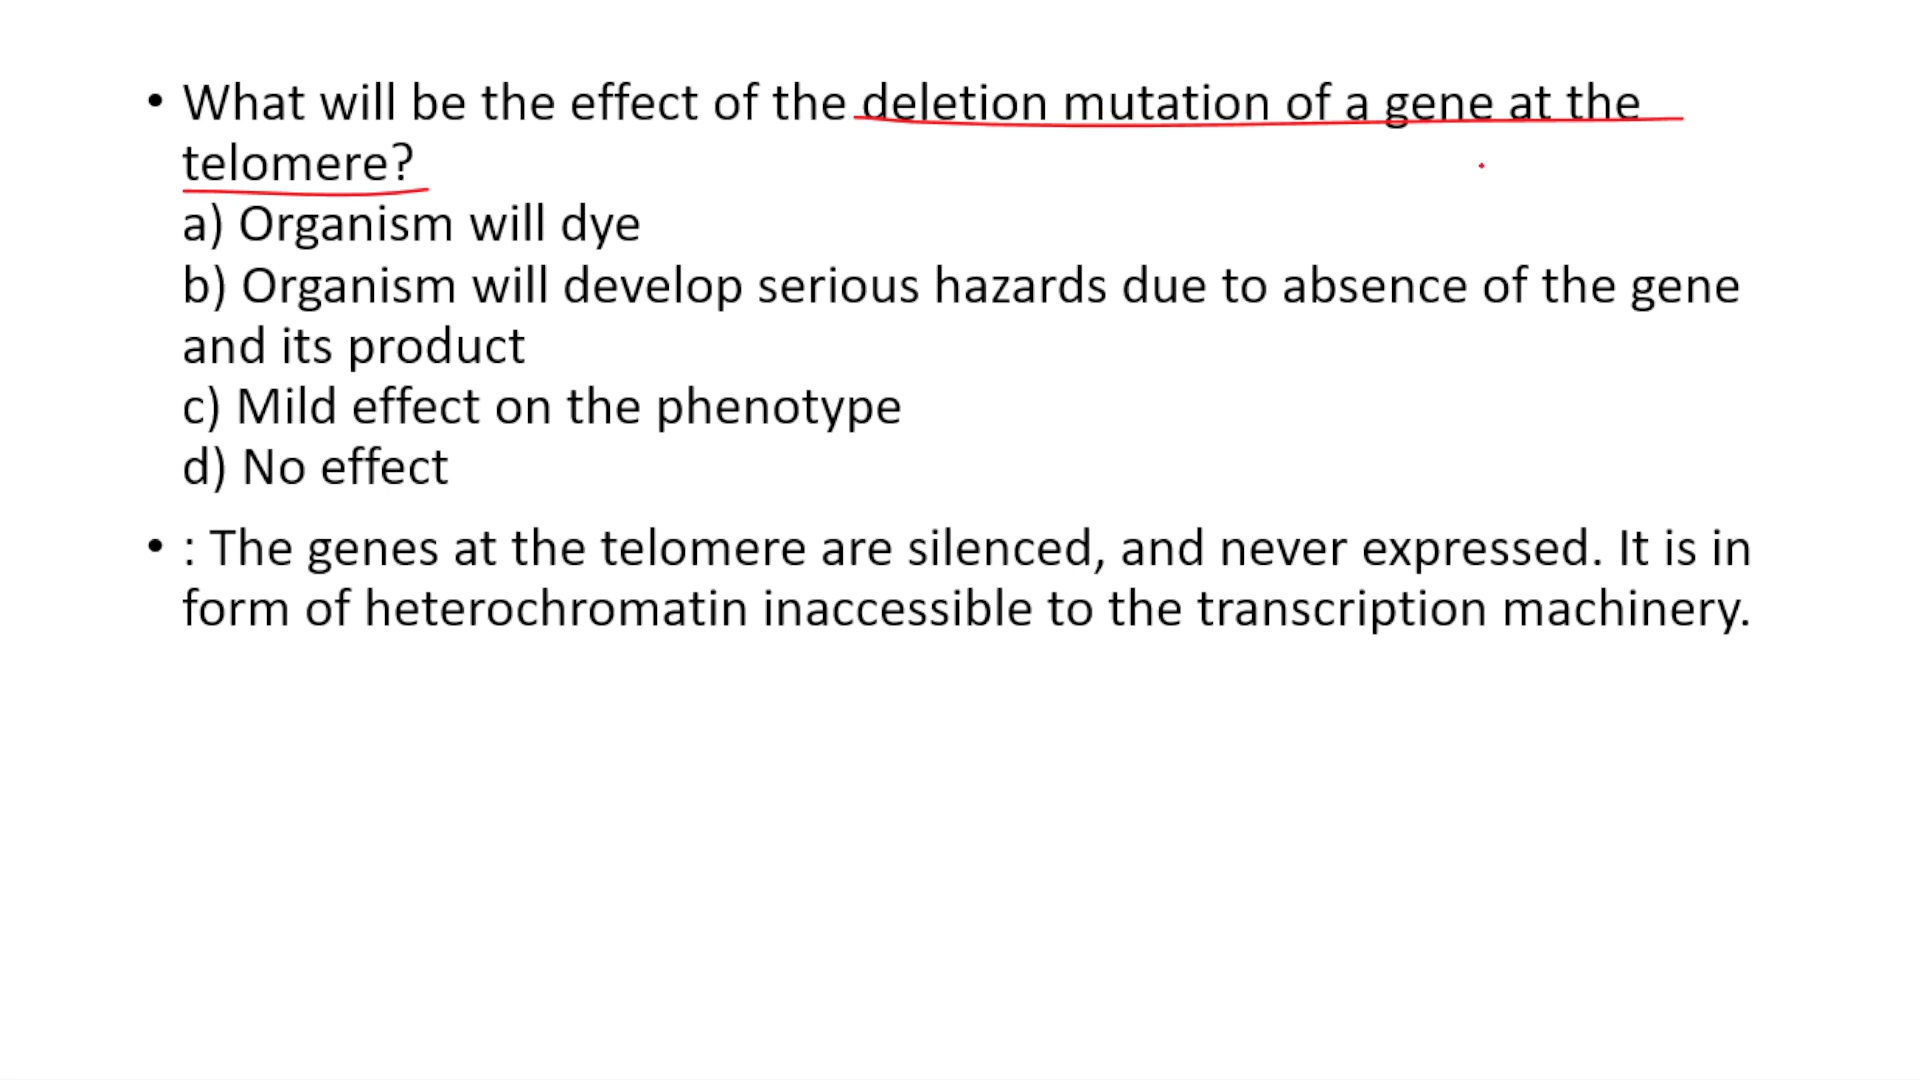 • What will be the effect of the deletion mutation of a gene at the
telomere?
a) Organism will dye
b) Organism will develop serious hazards due to absence of the gene
and its product
c) Mild effect on the phenotype
d) No effect
• : The genes at the telomere are silenced, and never expressed. It is in
form of heterochromatin inaccessible to the transcription machinery.